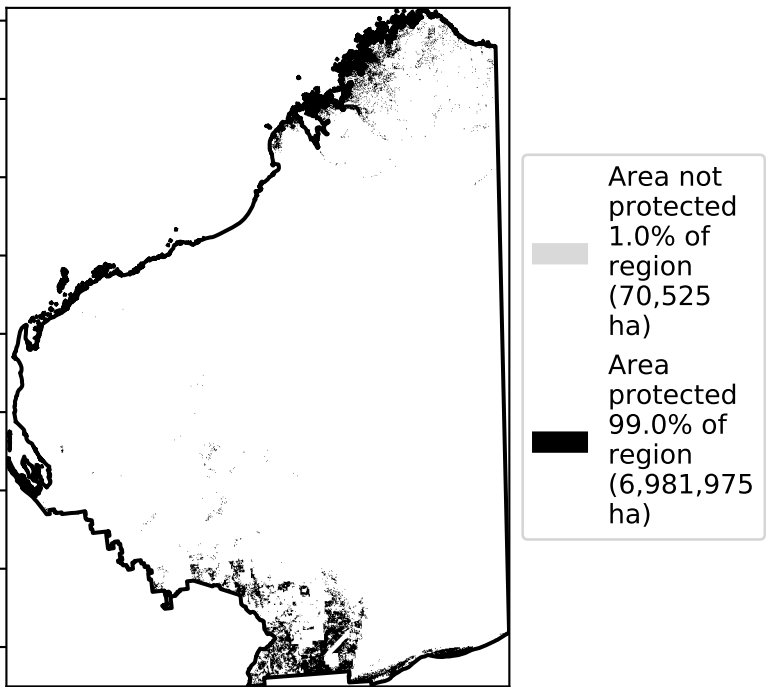 Area not
protected
1.0% of
region
(70,525
ha)
Area
protected
99.0% of
region
(6,981,975
ha)